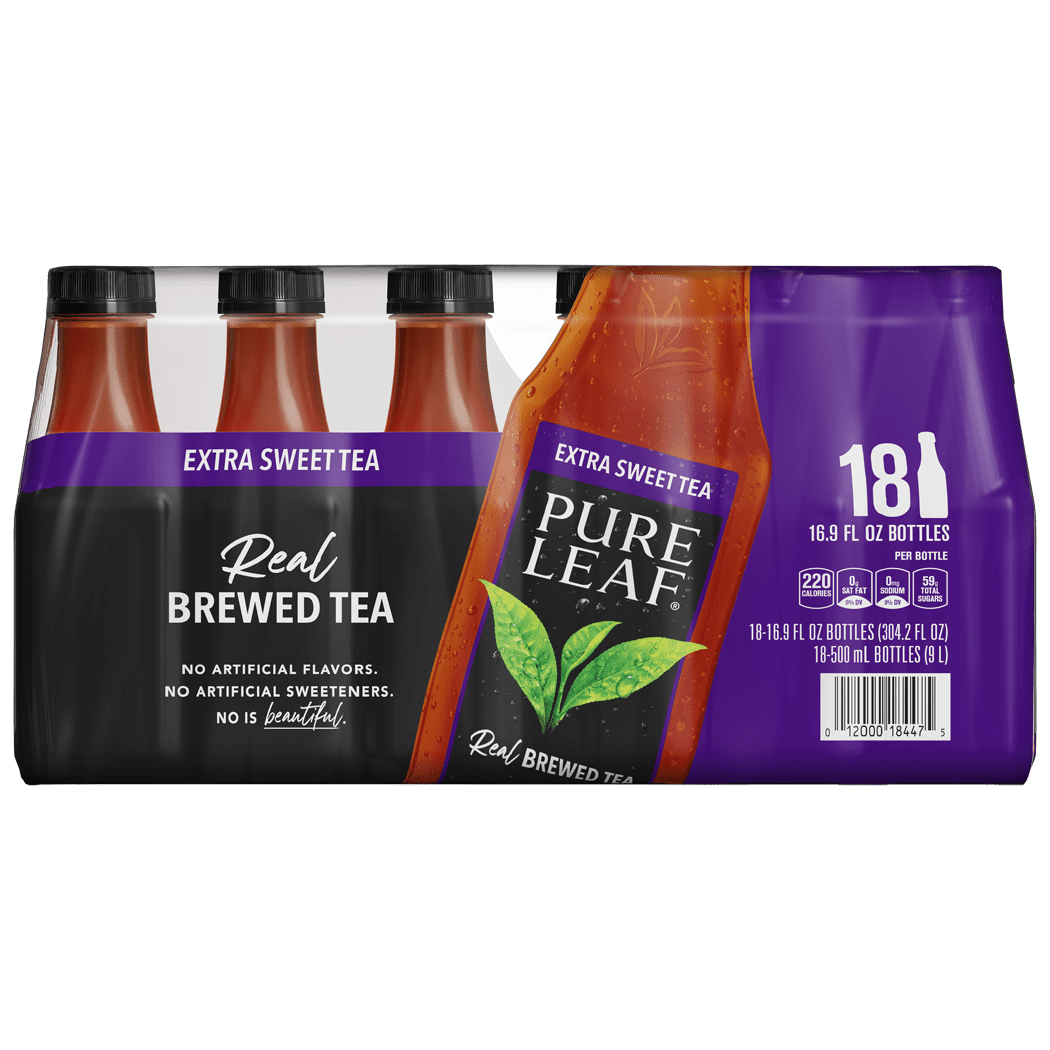 EXTRA SWEET TEA
Real
BREWED TEA
NO ARTIFICIAL FLAVORS.
NO ARTIFICIAL SWEETENERS.
NO IS beautiful.
EXTRA SWEET TEA
PURE
LEAF®
Real BREWED TEA
18
16.9 FL OZ BOTTLES
PER BOTTLE
220 CALORIES
0g SAT FAT 0% DV
0mg SODIUM 0% DV
59g TOTAL SUGARS
18-16.9 FL OZ BOTTLES (304.2 FL OZ)
18-500 mL BOTTLES (9 L)
0 12000 18447 5